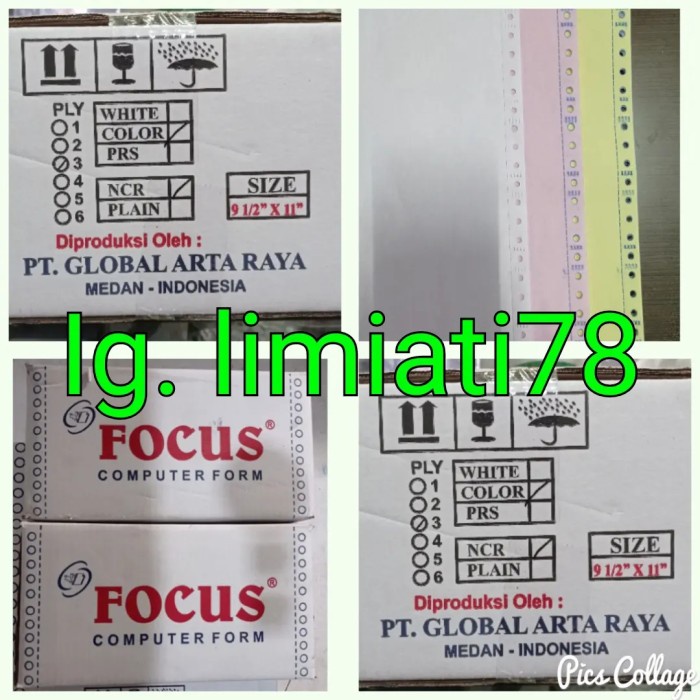 PLY
1
2
3
4
5
6
WHITE
COLOR
PRS
NCR
PLAIN
SIZE
9 1/2" X 11"
Diproduksi Oleh :
PT. GLOBAL ARTA RAYA
MEDAN - INDONESIA
Ig. limiati78
FOCUS®
COMPUTER FORM
FOCUS®
COMPUTER FORM
PLY
1
2
3
4
5
6
WHITE
COLOR
PRS
NCR
PLAIN
SIZE
9 1/2" X 11"
Diproduksi Oleh :
PT. GLOBAL ARTA RAYA
MEDAN - INDONESIA
Pics Collage